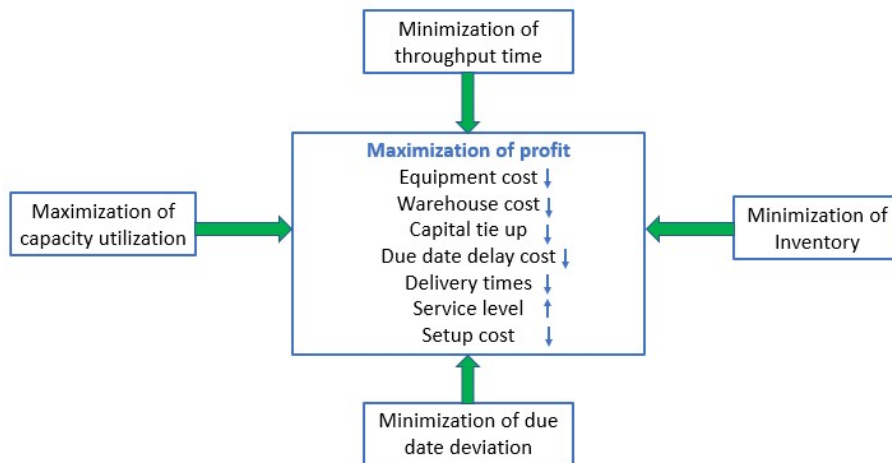 Minimization of
throughput time
Maximization of profit
Equipment cost ↓
Warehouse cost ↓
Capital tie up ↓
Due date delay cost ↓
Delivery times ↓
Service level ↑
Setup cost ↓
Maximization of
capacity utilization
Minimization of
Inventory
Minimization of due
date deviation